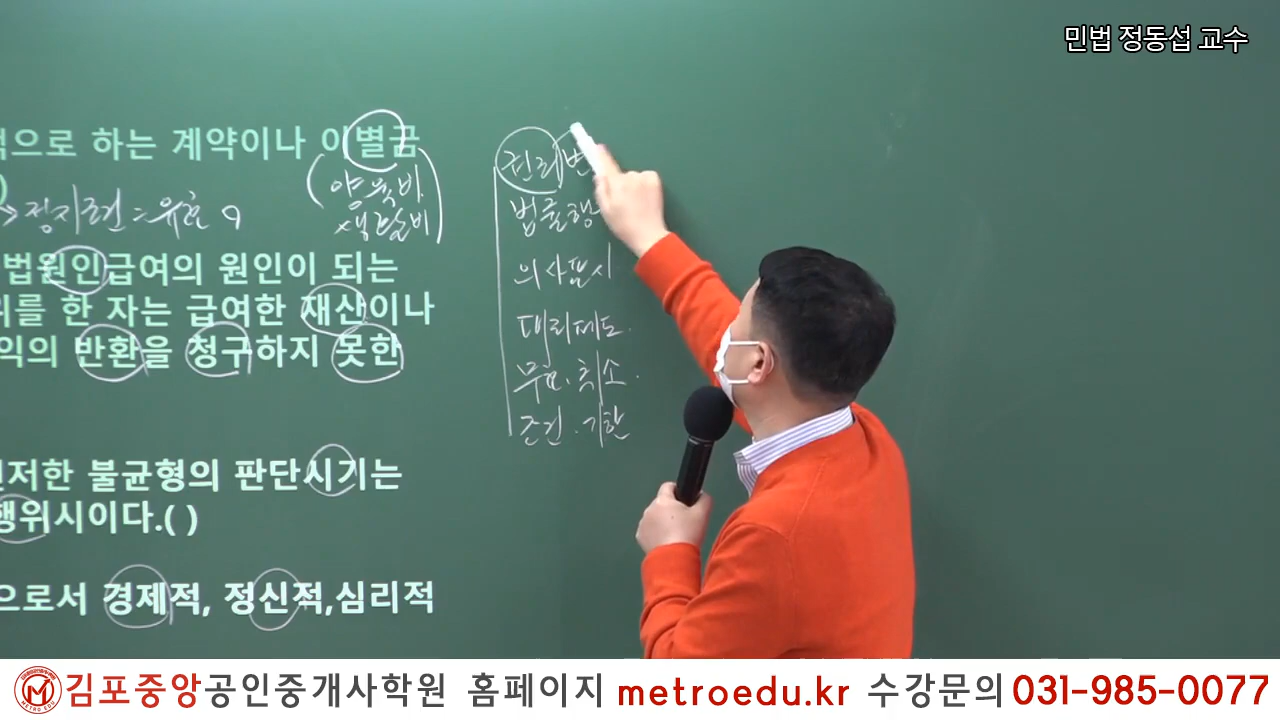 민법 정동섭 교수
적으로 하는 계약이나 이별금
( 양육비
)
→정지조건=유효
생활비 )
법원인급여의 원인이 되는
위를 한 자는 급여한 재산이나
익의 반환을 청구하지 못한
현저한 불균형의 판단시기는
행위시이다.( )
으로서 경제적, 정신적,심리적
권리변
법률행
의사표시
대리제도.
무효.취소.
조건.기한
METRO EDU
김포중앙공인중개사학원 홈페이지 metroedu.kr 수강문의 031-985-0077